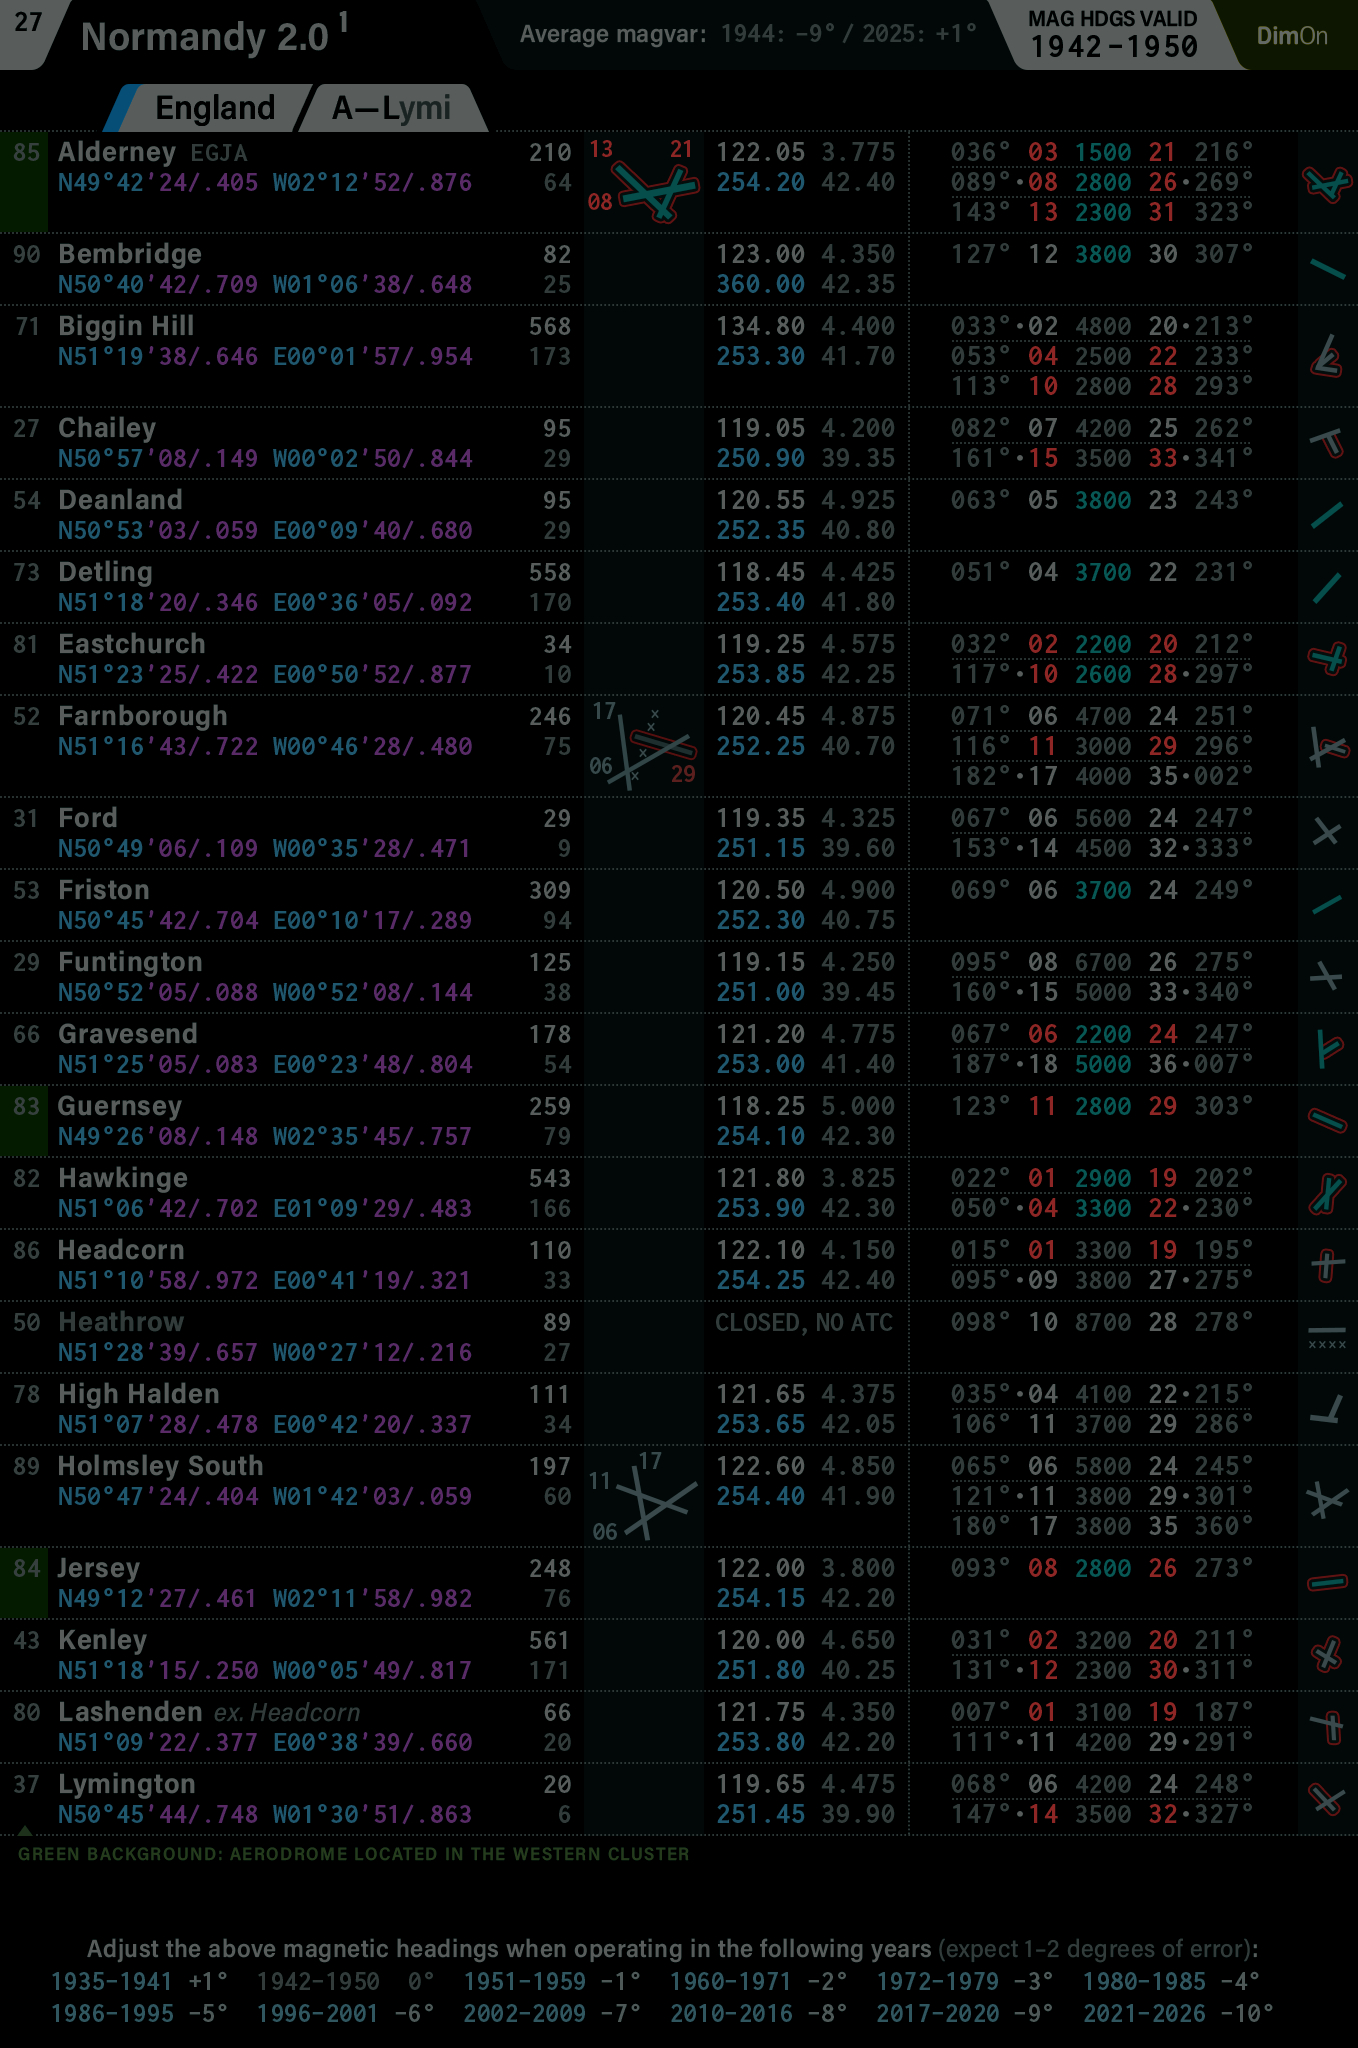 27 Normandy 2.0 1 Average magvar: 1944: −9° / 2025: +1° MAG HDGS VALID 1942–1950 DimOn
England A—Lymi
85 Alderney EGJA 210 13 21 122.05 3.775 036° 03 1500 21 216°
N49°42'24/.405 W02°12'52/.876 64 08 254.20 42.40 089°·08 2800 26·269°
143° 13 2300 31 323°
90 Bembridge 82 123.00 4.350 127° 12 3800 30 307°
N50°40'42/.709 W01°06'38/.648 25 360.00 42.35
71 Biggin Hill 568 134.80 4.400 033°·02 4800 20·213°
N51°19'38/.646 E00°01'57/.954 173 253.30 41.70 053° 04 2500 22 233°
113° 10 2800 28 293°
27 Chailey 95 119.05 4.200 082° 07 4200 25 262°
N50°57'08/.149 W00°02'50/.844 29 250.90 39.35 161°·15 3500 33·341°
54 Deanland 95 120.55 4.925 063° 05 3800 23 243°
N50°53'03/.059 E00°09'40/.680 29 252.35 40.80
73 Detling 558 118.45 4.425 051° 04 3700 22 231°
N51°18'20/.346 E00°36'05/.092 170 253.40 41.80
81 Eastchurch 34 119.25 4.575 032° 02 2200 20 212°
N51°23'25/.422 E00°50'52/.877 10 253.85 42.25 117°·10 2600 28·297°
52 Farnborough 246 17 120.45 4.875 071° 06 4700 24 251°
N51°16'43/.722 W00°46'28/.480 75 06 29 252.25 40.70 116° 11 3000 29 296°
182°·17 4000 35·002°
31 Ford 29 119.35 4.325 067° 06 5600 24 247°
N50°49'06/.109 W00°35'28/.471 9 251.15 39.60 153°·14 4500 32·333°
53 Friston 309 120.50 4.900 069° 06 3700 24 249°
N50°45'42/.704 E00°10'17/.289 94 252.30 40.75
29 Funtington 125 119.15 4.250 095° 08 6700 26 275°
N50°52'05/.088 W00°52'08/.144 38 251.00 39.45 160°·15 5000 33·340°
66 Gravesend 178 121.20 4.775 067° 06 2200 24 247°
N51°25'05/.083 E00°23'48/.804 54 253.00 41.40 187°·18 5000 36·007°
83 Guernsey 259 118.25 5.000 123° 11 2800 29 303°
N49°26'08/.148 W02°35'45/.757 79 254.10 42.30
82 Hawkinge 543 121.80 3.825 022° 01 2900 19 202°
N51°06'42/.702 E01°09'29/.483 166 253.90 42.30 050°·04 3300 22·230°
86 Headcorn 110 122.10 4.150 015° 01 3300 19 195°
N51°10'58/.972 E00°41'19/.321 33 254.25 42.40 095°·09 3800 27·275°
50 Heathrow 89 CLOSED, NO ATC 098° 10 8700 28 278°
N51°28'39/.657 W00°27'12/.216 27
78 High Halden 111 121.65 4.375 035°·04 4100 22·215°
N51°07'28/.478 E00°42'20/.337 34 253.65 42.05 106° 11 3700 29 286°
89 Holmsley South 197 11 17 122.60 4.850 065° 06 5800 24 245°
N50°47'24/.404 W01°42'03/.059 60 06 254.40 41.90 121°·11 3800 29·301°
180° 17 3800 35 360°
84 Jersey 248 122.00 3.800 093° 08 2800 26 273°
N49°12'27/.461 W02°11'58/.982 76 254.15 42.20
43 Kenley 561 120.00 4.650 031° 02 3200 20 211°
N51°18'15/.250 W00°05'49/.817 171 251.80 40.25 131°·12 2300 30·311°
80 Lashenden ex. Headcorn 66 121.75 4.350 007° 01 3100 19 187°
N51°09'22/.377 E00°38'39/.660 20 253.80 42.20 111°·11 4200 29·291°
37 Lymington 20 119.65 4.475 068° 06 4200 24 248°
N50°45'44/.748 W01°30'51/.863 6 251.45 39.90 147°·14 3500 32·327°
GREEN BACKGROUND: AERODROME LOCATED IN THE WESTERN CLUSTER
Adjust the above magnetic headings when operating in the following years (expect 1–2 degrees of error):
1935–1941 +1° 1942–1950 0° 1951–1959 −1° 1960–1971 −2° 1972–1979 −3° 1980–1985 −4°
1986–1995 −5° 1996–2001 −6° 2002–2009 −7° 2010–2016 −8° 2017–2020 −9° 2021–2026 −10°